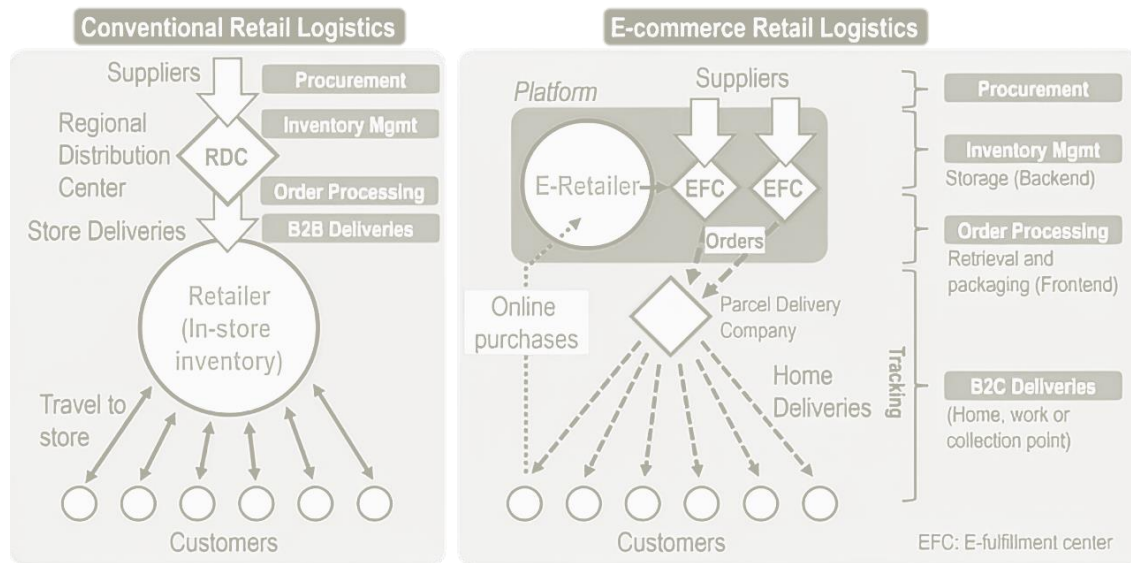 Conventional Retail Logistics
Suppliers
Procurement
Regional
Distribution
Center
RDC
Inventory Mgmt
Order Processing
Store Deliveries
B2B Deliveries
Retailer
(In-store
inventory)
Travel to
store
Customers
E-commerce Retail Logistics
Platform
Suppliers
Procurement
E-Retailer
EFC
EFC
Inventory Mgmt
Storage (Backend)
Orders
Order Processing
Retrieval and
packaging (Frontend)
Online
purchases
Parcel Delivery
Company
Home
Deliveries
Tracking
B2C Deliveries
(Home, work or
collection point)
Customers
EFC: E-fulfillment center